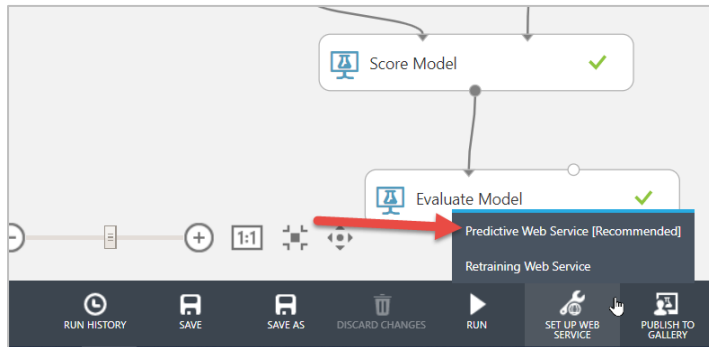 Score Model
Evaluate Model
Predictive Web Service [Recommended]
1:1
Retraining Web Service
RUN HISTORY
SAVE
SAVE AS
DISCARD CHANGES
RUN
SET UP WEB
SERVICE
PUBLISH TO
GALLERY